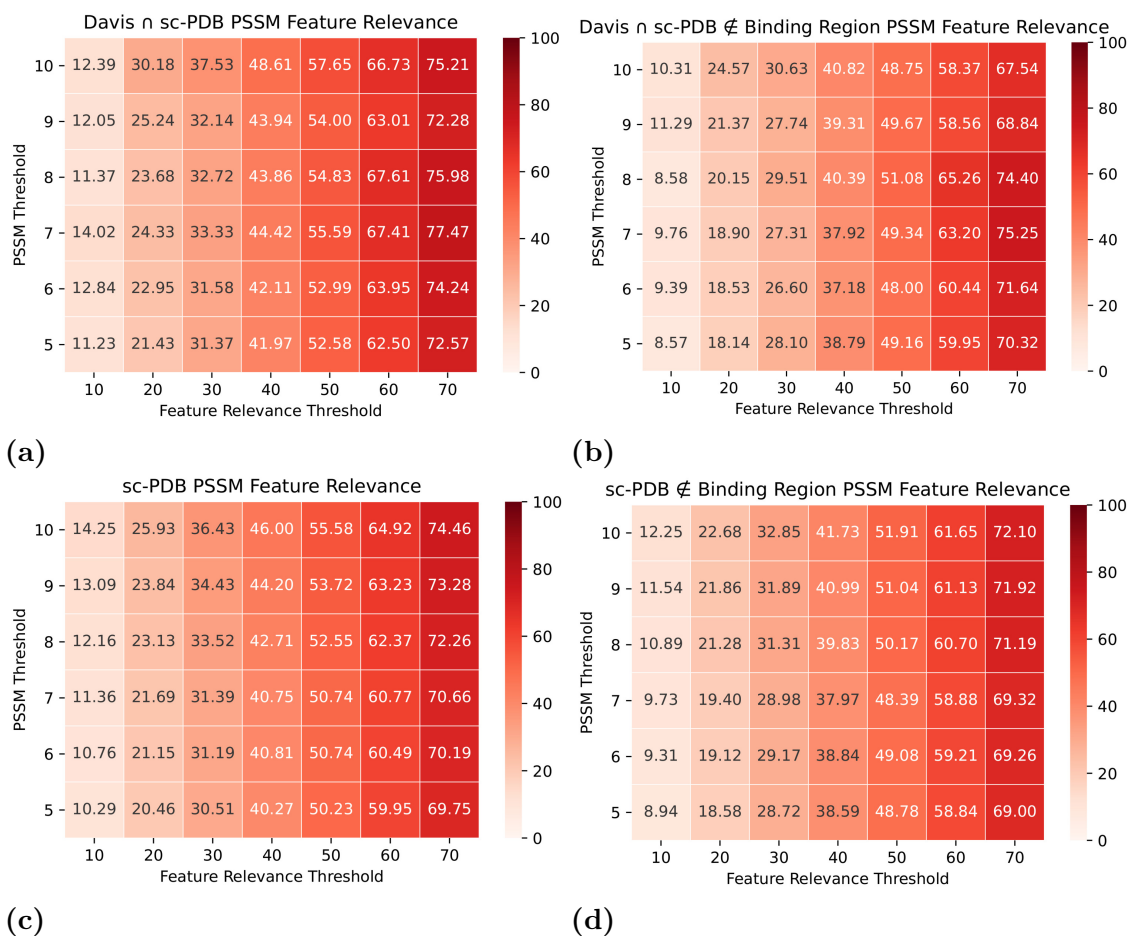 Davis ∩ sc-PDB PSSM Feature Relevance
PSSM Threshold
10 12.39 30.18 37.53 48.61 57.65 66.73 75.21
9 12.05 25.24 32.14 43.94 54.00 63.01 72.28
8 11.37 23.68 32.72 43.86 54.83 67.61 75.98
7 14.02 24.33 33.33 44.42 55.59 67.41 77.47
6 12.84 22.95 31.58 42.11 52.99 63.95 74.24
5 11.23 21.43 31.37 41.97 52.58 62.50 72.57
10 20 30 40 50 60 70
Feature Relevance Threshold
100
80
60
40
20
0
(a)
Davis ∩ sc-PDB ∉ Binding Region PSSM Feature Relevance
PSSM Threshold
10 10.31 24.57 30.63 40.82 48.75 58.37 67.54
9 11.29 21.37 27.74 39.31 49.67 58.56 68.84
8 8.58 20.15 29.51 40.39 51.08 65.26 74.40
7 9.76 18.90 27.31 37.92 49.34 63.20 75.25
6 9.39 18.53 26.60 37.18 48.00 60.44 71.64
5 8.57 18.14 28.10 38.79 49.16 59.95 70.32
10 20 30 40 50 60 70
Feature Relevance Threshold
100
80
60
40
20
0
(b)
sc-PDB PSSM Feature Relevance
PSSM Threshold
10 14.25 25.93 36.43 46.00 55.58 64.92 74.46
9 13.09 23.84 34.43 44.20 53.72 63.23 73.28
8 12.16 23.13 33.52 42.71 52.55 62.37 72.26
7 11.36 21.69 31.39 40.75 50.74 60.77 70.66
6 10.76 21.15 31.19 40.81 50.74 60.49 70.19
5 10.29 20.46 30.51 40.27 50.23 59.95 69.75
10 20 30 40 50 60 70
Feature Relevance Threshold
100
80
60
40
20
0
(c)
sc-PDB ∉ Binding Region PSSM Feature Relevance
PSSM Threshold
10 12.25 22.68 32.85 41.73 51.91 61.65 72.10
9 11.54 21.86 31.89 40.99 51.04 61.13 71.92
8 10.89 21.28 31.31 39.83 50.17 60.70 71.19
7 9.73 19.40 28.98 37.97 48.39 58.88 69.32
6 9.31 19.12 29.17 38.84 49.08 59.21 69.26
5 8.94 18.58 28.72 38.59 48.78 58.84 69.00
10 20 30 40 50 60 70
Feature Relevance Threshold
100
80
60
40
20
0
(d)